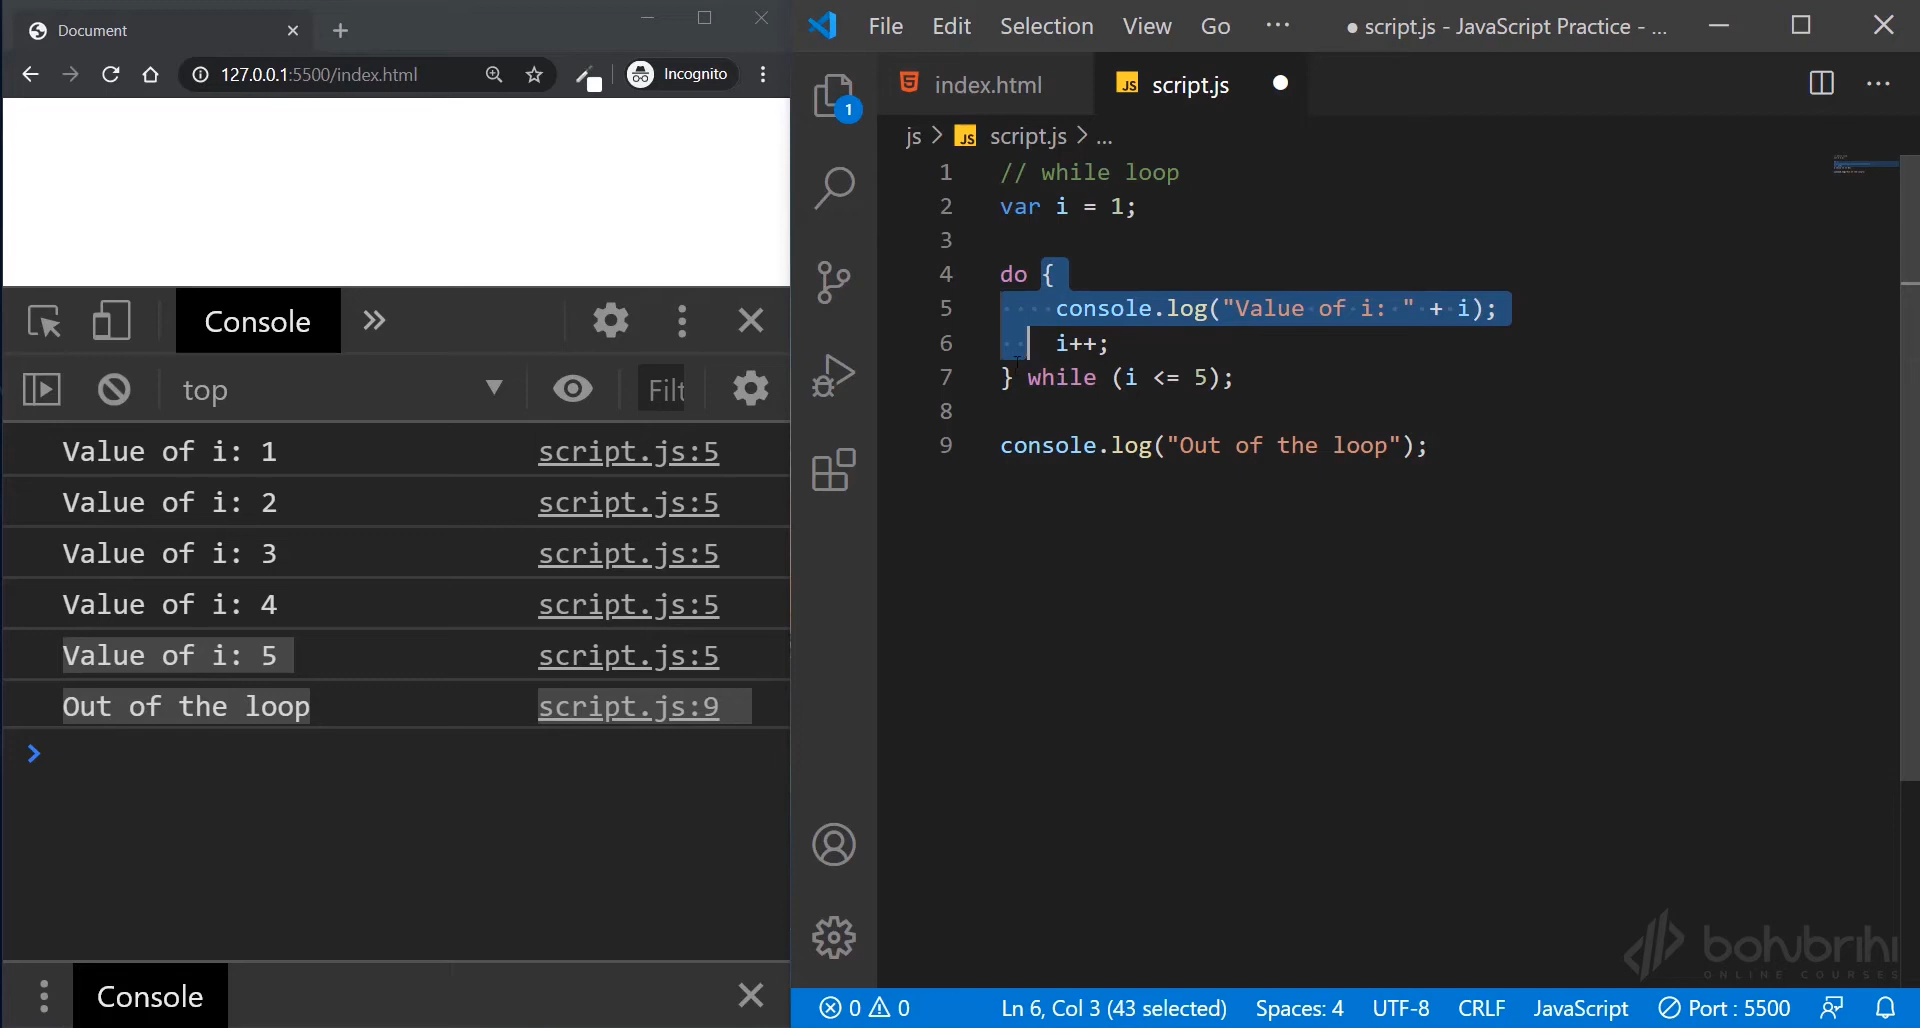 Document
127.0.0.1:5500/index.html
Incognito
Console
top
Filt
Value of i: 1 script.js:5
Value of i: 2 script.js:5
Value of i: 3 script.js:5
Value of i: 4 script.js:5
Value of i: 5 script.js:5
Out of the loop script.js:9
Console
File Edit Selection View Go ··· ● script.js - JavaScript Practice - ...
1
index.html
JS script.js
js > JS script.js > ...
1 // while loop
2 var i = 1;
3
4 do {
5 console.log("Value of i: " + i);
6 i++;
7 } while (i <= 5);
8
9 console.log("Out of the loop");
bohubrihi
ONLINE COURSES
0 0 Ln 6, Col 3 (43 selected) Spaces: 4 UTF-8 CRLF JavaScript Port : 5500